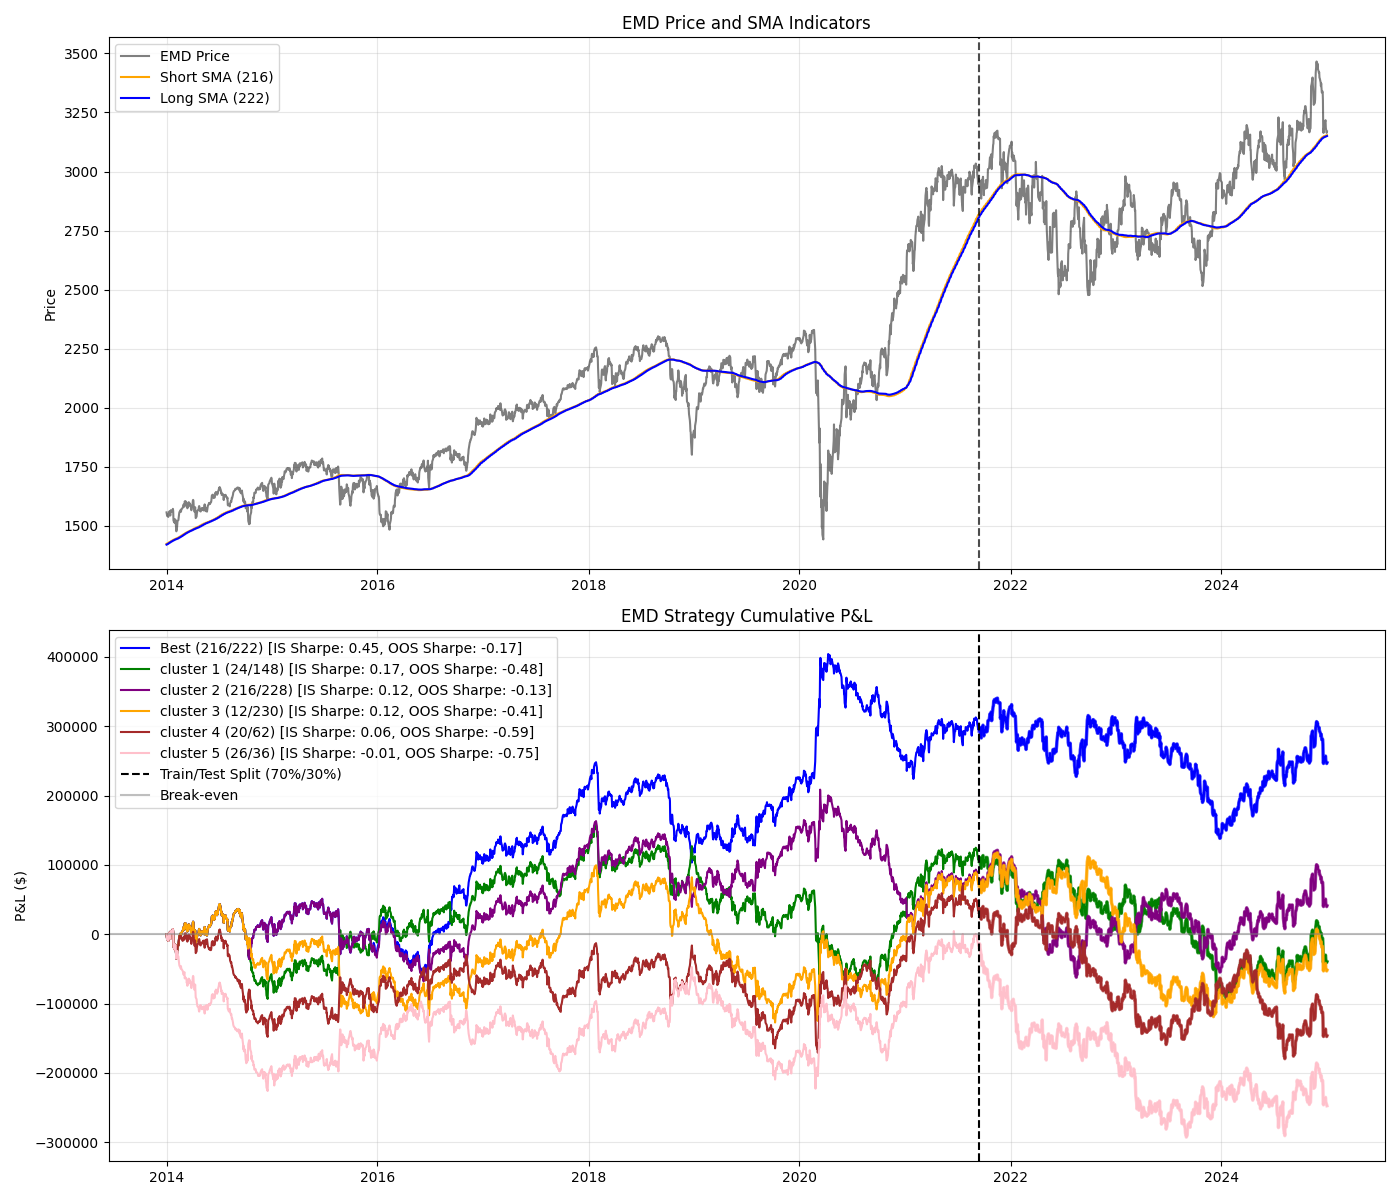 EMD Price and SMA Indicators
EMD Price
Short SMA (216)
Long SMA (222)
3500
3250
3000
2750
2500
2250
2000
1750
1500
Price
2014
2016
2018
2020
2022
2024
EMD Strategy Cumulative P&L
Best (216/222) [IS Sharpe: 0.45, OOS Sharpe: -0.17]
cluster 1 (24/148) [IS Sharpe: 0.17, OOS Sharpe: -0.48]
cluster 2 (216/228) [IS Sharpe: 0.12, OOS Sharpe: -0.13]
cluster 3 (12/230) [IS Sharpe: 0.12, OOS Sharpe: -0.41]
cluster 4 (20/62) [IS Sharpe: 0.06, OOS Sharpe: -0.59]
cluster 5 (26/36) [IS Sharpe: -0.01, OOS Sharpe: -0.75]
Train/Test Split (70%/30%)
Break-even
400000
300000
200000
100000
0
−100000
−200000
−300000
P&L ($)
2014
2016
2018
2020
2022
2024